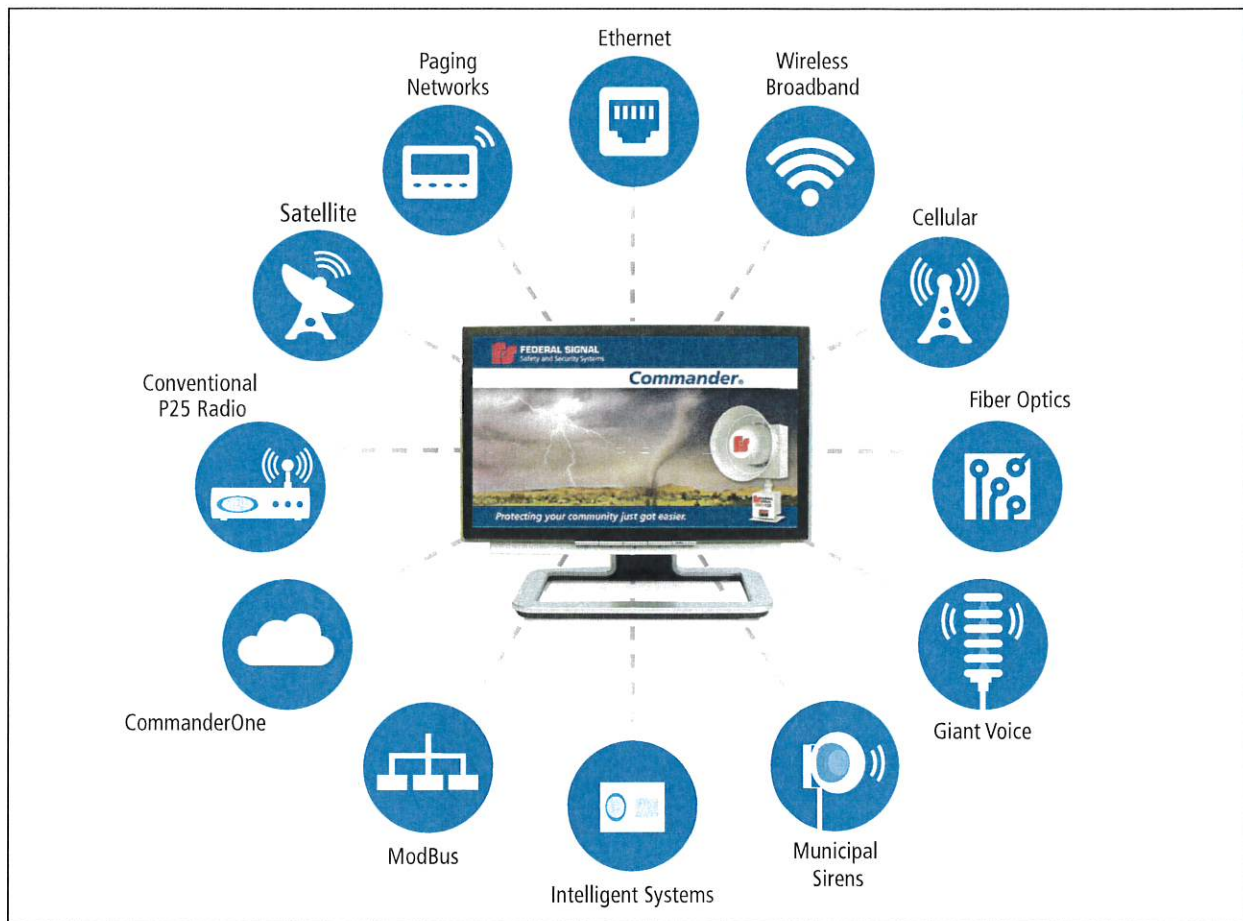 Ethernet
Paging
Networks
Wireless
Broadband
Satellite
Cellular
FEDERAL SIGNAL
Safety and Security Systems
Commander®
Conventional
P25 Radio
Fiber Optics
Protecting your community just got easier.
CommanderOne
Giant Voice
ModBus
Municipal
Sirens
Intelligent Systems